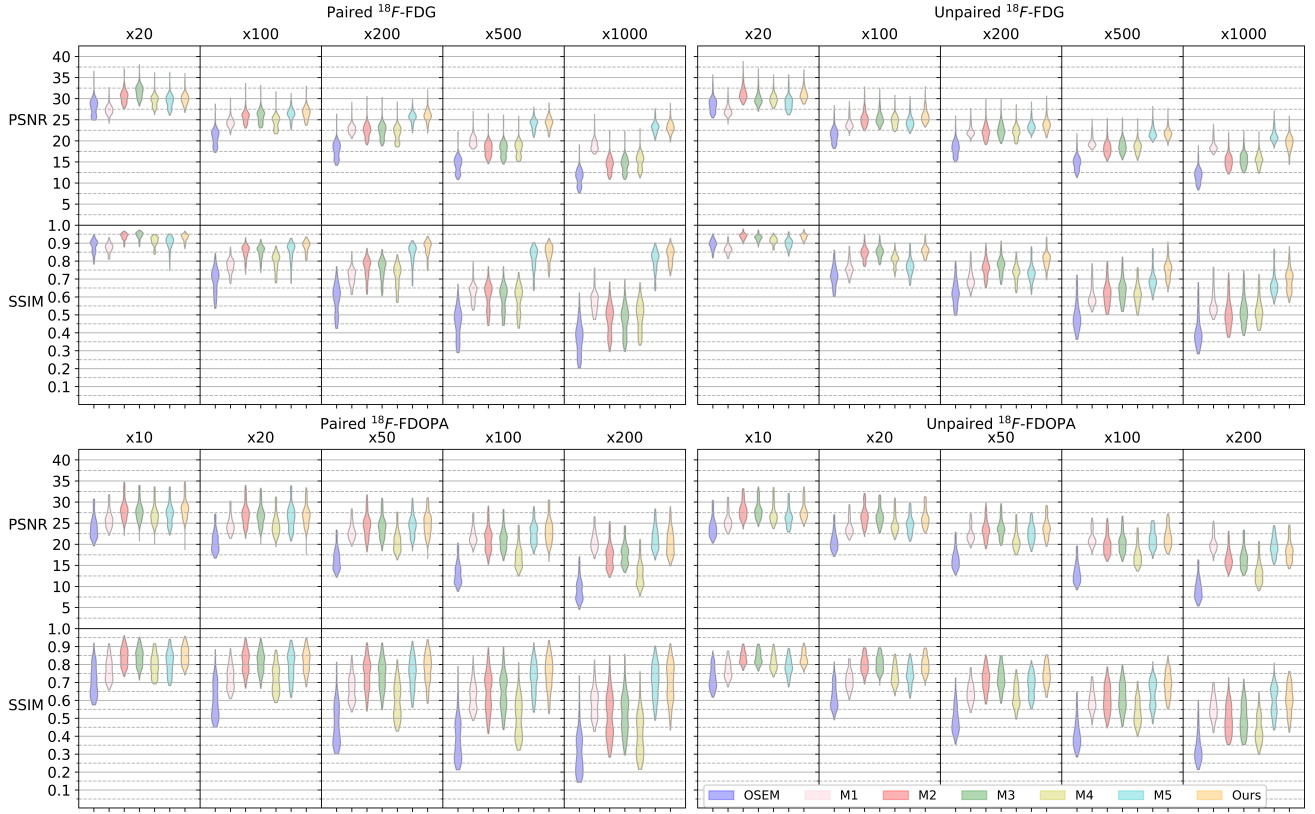 Paired ¹⁸F-FDG
Unpaired ¹⁸F-FDG
x20 x100 x200 x500 x1000
x20 x100 x200 x500 x1000
PSNR
40
35
30
25
20
15
10
5
SSIM
1.0
0.9
0.8
0.7
0.6
0.5
0.4
0.3
0.2
0.1
Paired ¹⁸F-FDOPA
Unpaired ¹⁸F-FDOPA
x10 x20 x50 x100 x200
x10 x20 x50 x100 x200
PSNR
40
35
30
25
20
15
10
5
SSIM
1.0
0.9
0.8
0.7
0.6
0.5
0.4
0.3
0.2
0.1
OSEM M1 M2 M3 M4 M5 Ours